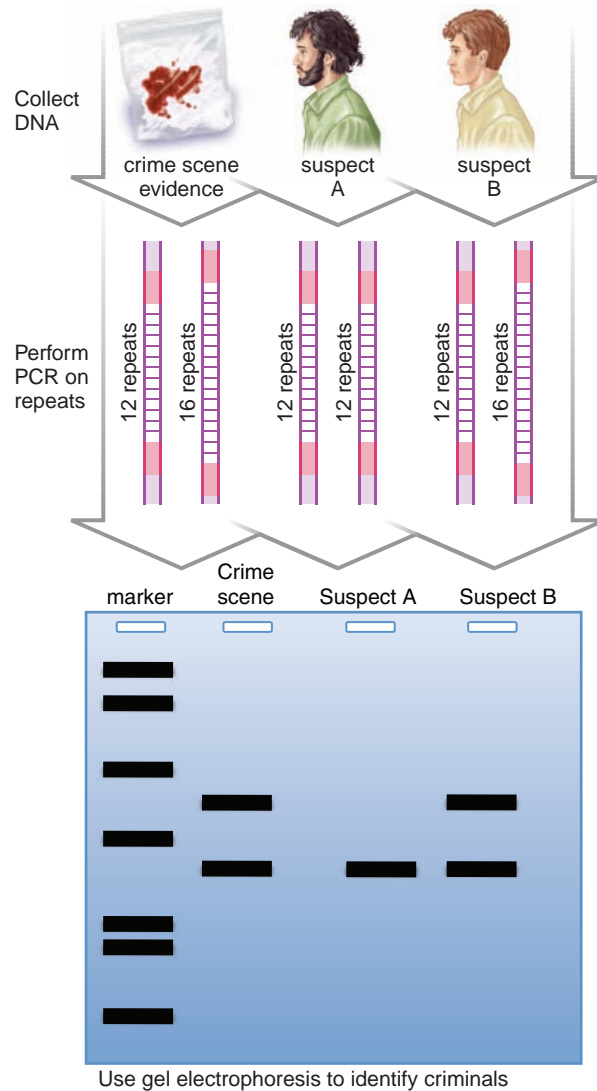 Collect
DNA
crime scene
evidence
suspect
A
suspect
B
Perform
PCR on
repeats
12 repeats
16 repeats
12 repeats
12 repeats
12 repeats
16 repeats
marker
Crime
scene
Suspect A
Suspect B
Use gel electrophoresis to identify criminals